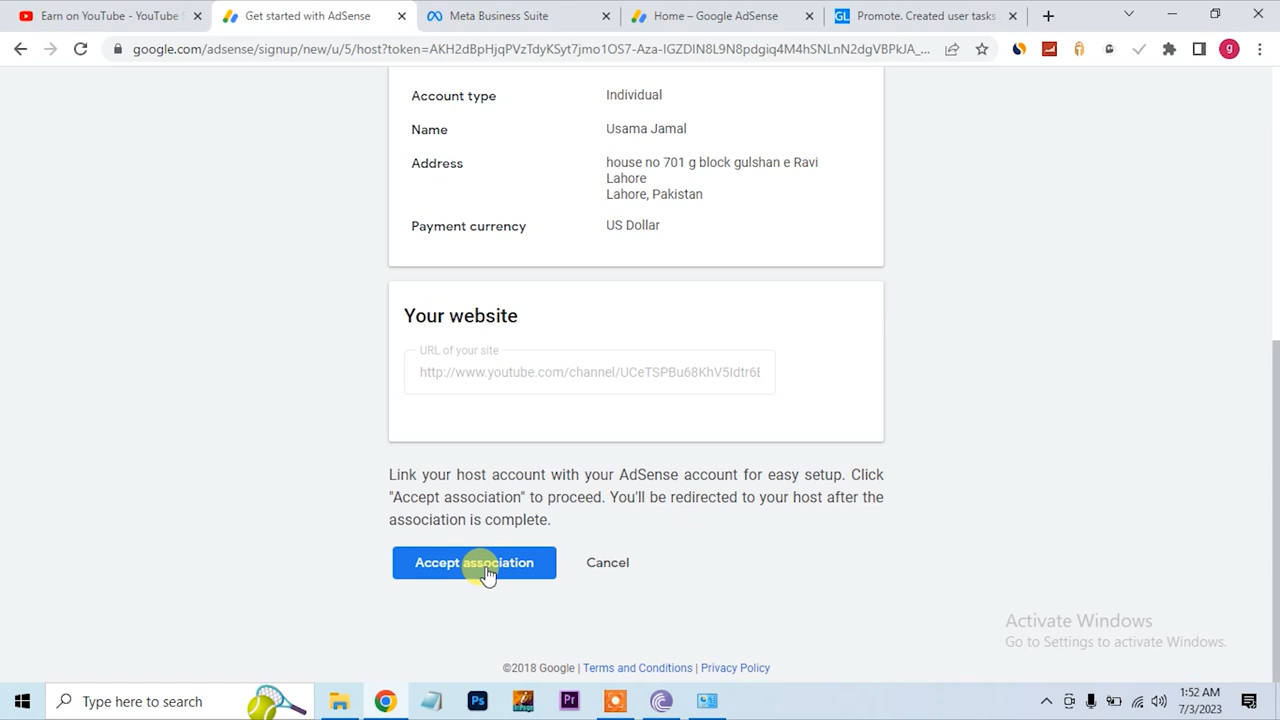 Earn on YouTube - YouTube S
Get started with AdSense
Meta Business Suite
Home – Google AdSense
Promote. Created user tasks
google.com/adsense/signup/new/u/5/host?token=AKH2dBpHjqPVzTdyKSyt7jmo1OS7-Aza-IGZDIN8L9N8pdgiq4M4hSNLnN2dgVBPkJA_...
Account type Individual
Name Usama Jamal
Address house no 701 g block gulshan e Ravi
Lahore
Lahore, Pakistan
Payment currency US Dollar
Your website
URL of your site
http://www.youtube.com/channel/UCeTSPBu68KhV5Idtr6E
Link your host account with your AdSense account for easy setup. Click
"Accept association" to proceed. You'll be redirected to your host after the
association is complete.
Accept association Cancel
Activate Windows
Go to Settings to activate Windows.
©2018 Google | Terms and Conditions | Privacy Policy
Type here to search
1:52 AM
7/3/2023